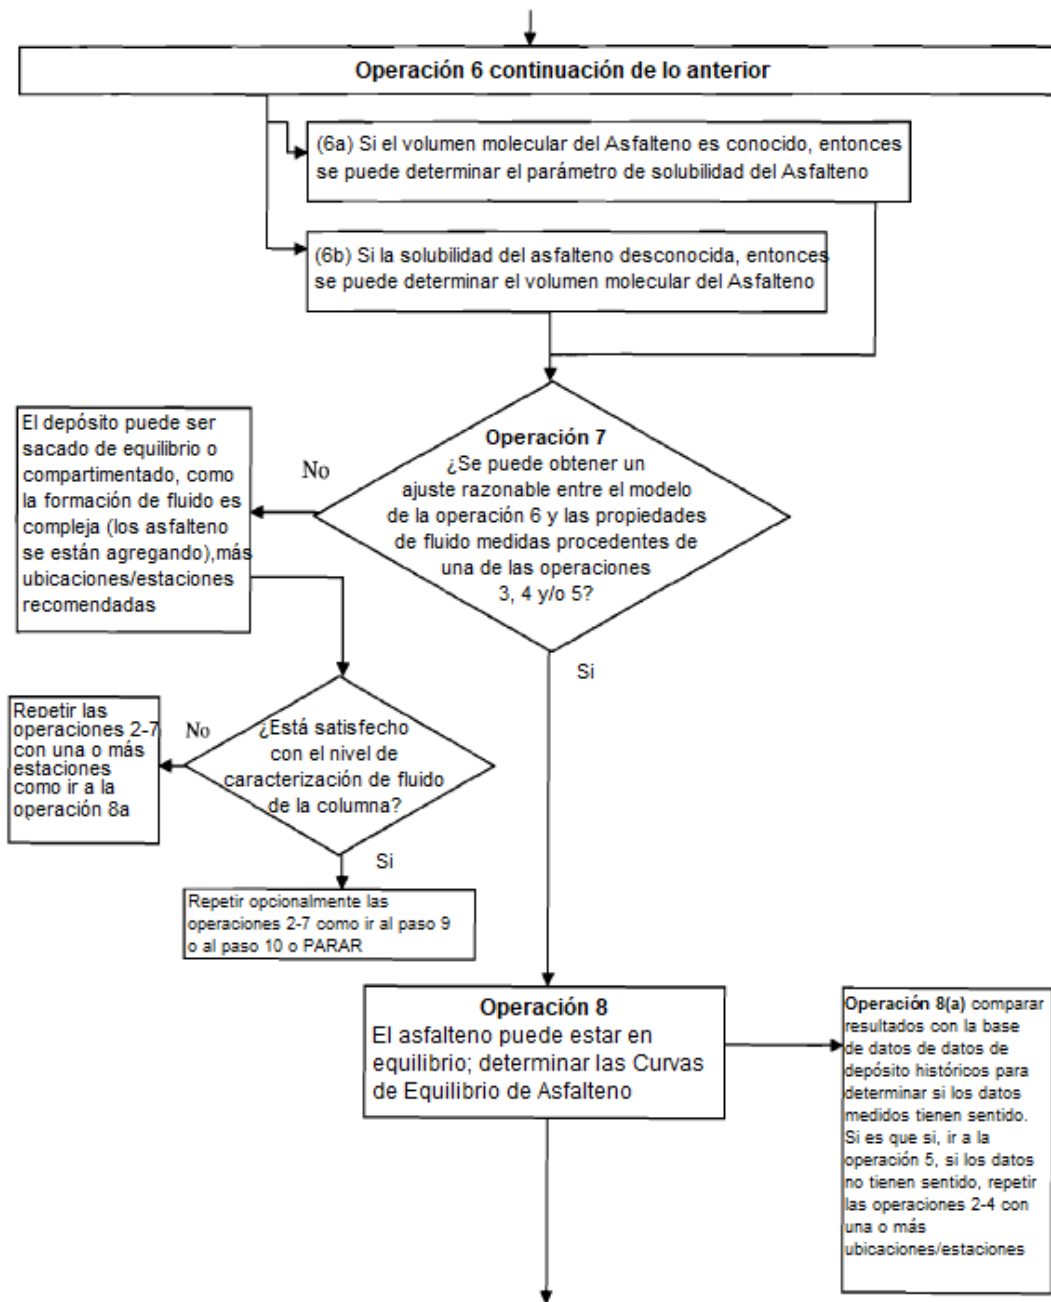 Operación 6 continuación de lo anterior
(6a) Si el volumen molecular del Asfalteno es conocido, entonces
se puede determinar el parámetro de solubilidad del Asfalteno
(6b) Si la solubilidad del asfalteno desconocida, entonces
se puede determinar el volumen molecular del Asfalteno
Operación 7
¿Se puede obtener un
ajuste razonable entre el modelo
de la operación 6 y las propiedades
de fluido medidas procedentes de
una de las operaciones
3, 4 y/o 5?
No
El depósito puede ser
sacado de equilibrio o
compartimentado, como
la formación de fluido es
compleja (los asfalteno
se están agregando),más
ubicaciones/estaciones
recomendadas
Si
¿Está satisfecho
con el nivel de
caracterización de fluido
de la columna?
No
Repetir las
operaciones 2-7
con una o más
estaciones
como ir a la
operación 8a
Si
Repetir opcionalmente las
operaciones 2-7 como ir al paso 9
o al paso 10 o PARAR
Operación 8
El asfalteno puede estar en
equilibrio; determinar las Curvas
de Equilibrio de Asfalteno
Operación 8(a) comparar
resultados con la base
de datos de datos de
depósito históricos para
determinar si los datos
medidos tienen sentido.
Si es que si, ir a la
operación 5, si los datos
no tienen sentido, repetir
las operaciones 2-4 con
una o más
ubicaciones/estaciones